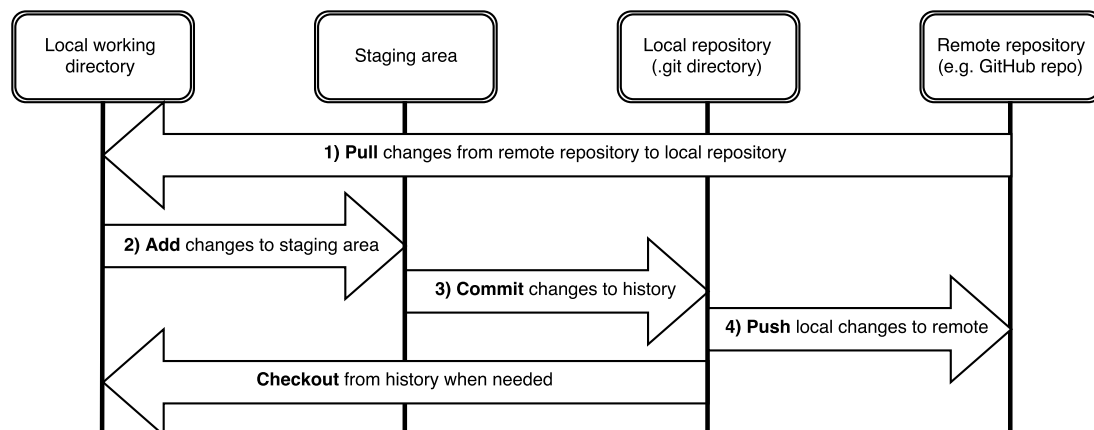 Local working
directory
Staging area
Local repository
(.git directory)
Remote repository
(e.g. GitHub repo)
1) Pull changes from remote repository to local repository
2) Add changes to staging area
3) Commit changes to history
4) Push local changes to remote
Checkout from history when needed